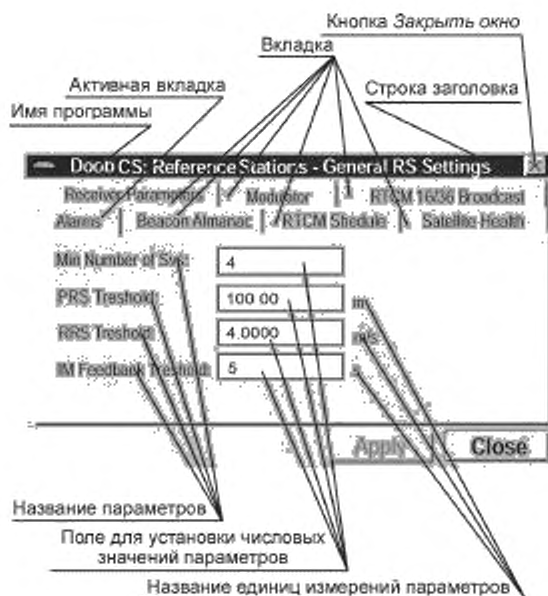 Кнопка Закрыть окно
Вкладка
Активная вкладка
Строка заголовка
Имя программы
Doob CS: Reference Stations - General RS Settings
Receiver Parameters Modulator RTCM 16/36 Broadcast
Alarms Beacon Almanac RTCM Shedule Satellite Health
Min Number of Svs: 4
PRS Treshold: 100 00 m
RRS Treshold: 4.0000 m/s
IM Feedback Treshold: 5 s
Apply Close
Название параметров
Поле для установки числовых
значений параметров
Название единиц измерений параметров